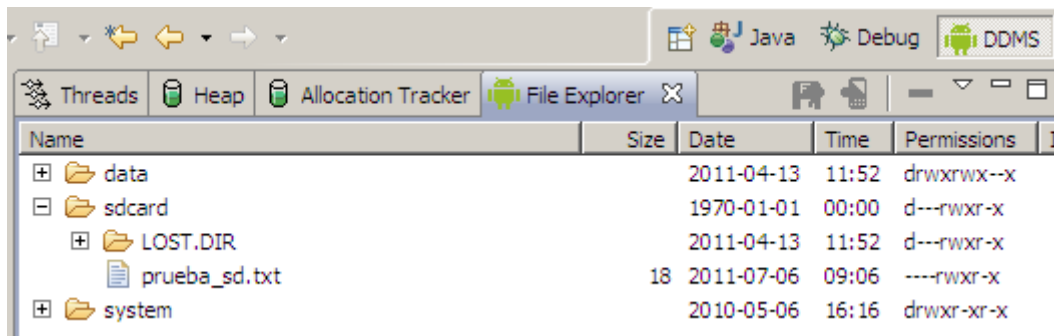 Java Debug DDMS
Threads Heap Allocation Tracker File Explorer
Name Size Date Time Permissions
data 2011-04-13 11:52 drwxrwx--x
sdcard 1970-01-01 00:00 d---rwxr-x
LOST.DIR 2011-04-13 11:52 d---rwxr-x
prueba_sd.txt 18 2011-07-06 09:06 ----rwxr-x
system 2010-05-06 16:16 drwxr-xr-x